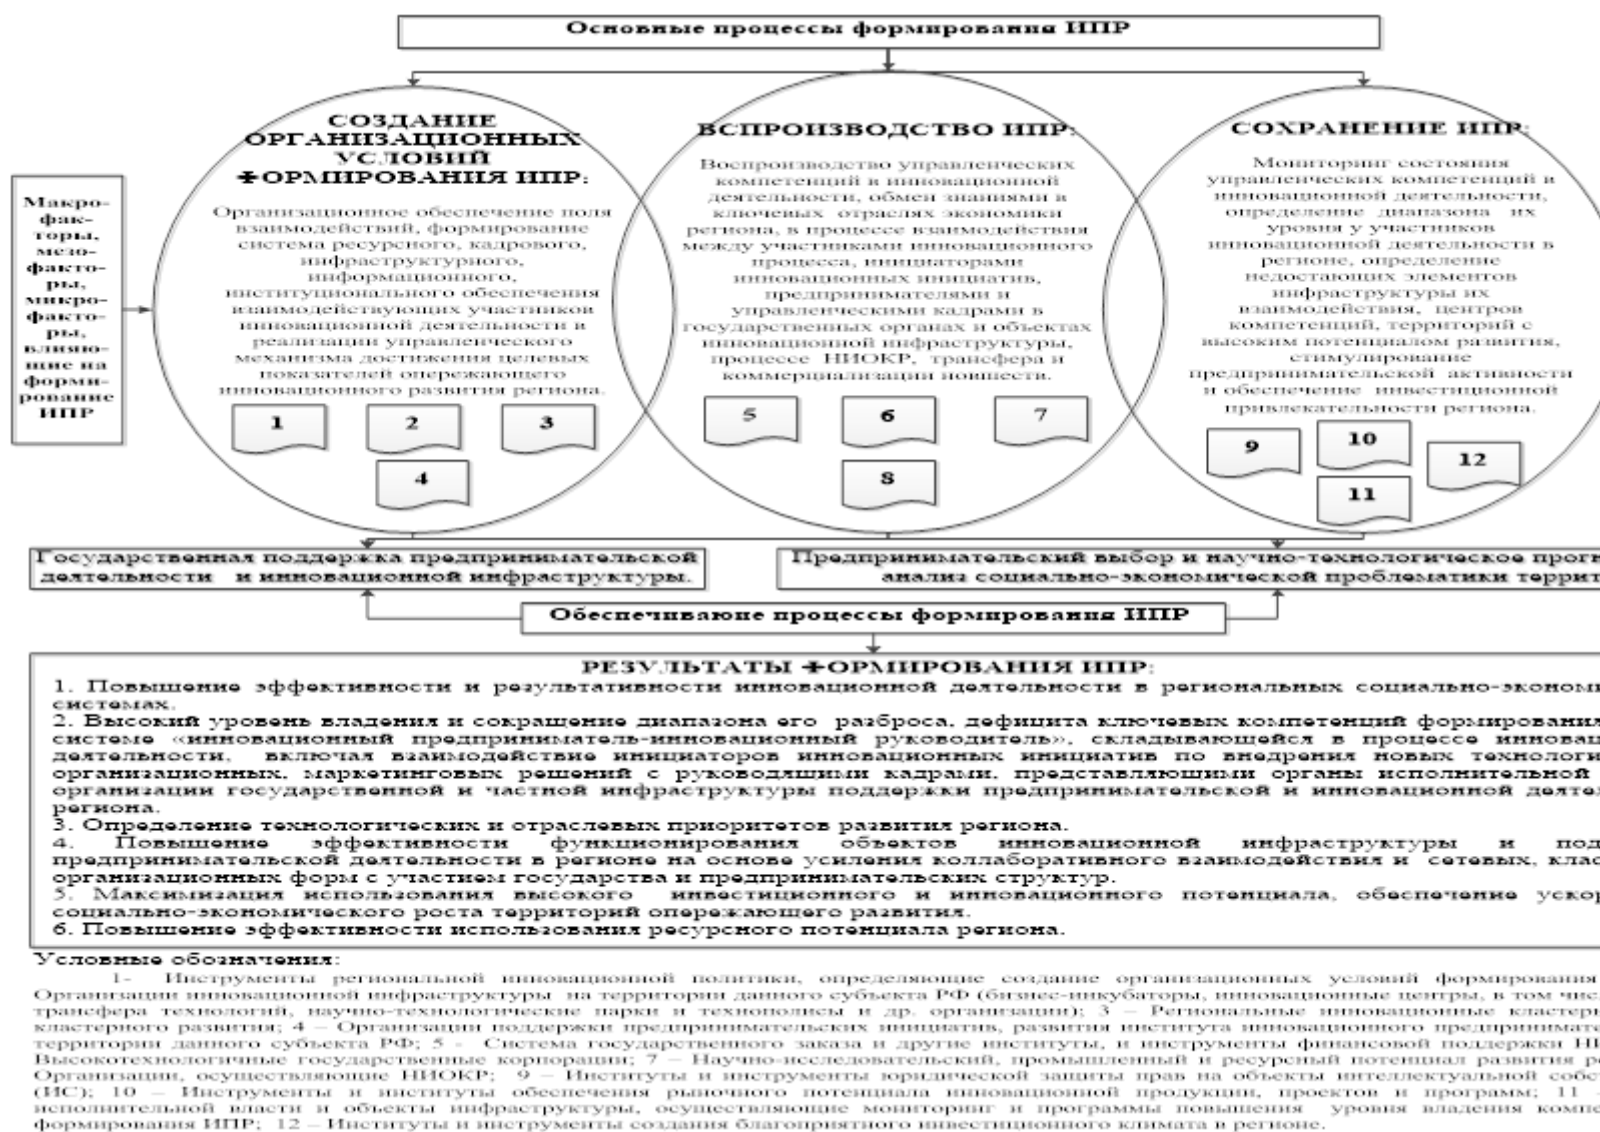 Основные процессы формирования ИПР
СОЗДАНИЕ
ОРГАНИЗАЦИОННЫХ
УСЛОВИЙ
ФОРМИРОВАНИЯ ИПР:
Организационное обеспечение поля
взаимодействий, формирование
система ресурсного, кадрового,
инфраструктурного,
информационного,
институционального обеспечения
взаимодействующих участников
инновационной деятельности в
реализации управленческого
механизма достижения целевых
показателей опережающего
инновационного развития региона.
1
2
3
4
ВСПРОИЗВОДСТВО ИПР:
Воспроизводство управленческих
компетенций в инновационной
деятельности, обмен знаниями в
ключевых отраслях экономики
региона, в процессе взаимодействия
между участниками инновационного
процесса, инициаторами
инновационных инициатив,
предпринимателями и
управленческими кадрами в
государственных органах и объектах
инновационной инфраструктуры,
процессе НИОКР, трансфера и
коммерциализации новшеств.
5
6
7
8
СОХРАНЕНИЕ ИПР:
Мониторинг состояния
управленческих компетенций в
инновационной деятельности,
определение диапазона их
уровня у участников
инновационной деятельности в
регионе, определение
недостающих элементов
инфраструктуры их
взаимодействия, центров
компетенций, территорий с
высоким потенциалом развития,
стимулирование
предпринимательской активности
и обеспечение инвестиционной
привлекательности региона.
9
10
11
12
Макро-
фак-
торы,
мезо-
факто-
ры,
микро-
факто-
ры,
влияю-
щие на
форми-
рование
ИПР
Государственная поддержка предпринимательской
деятельности и инновационной инфраструктуры.
Предпринимательский выбор и научно-технологическое прогн
анализ социально-экономической проблематики террит
Обеспечиваюие процессы формирования ИПР
РЕЗУЛЬТАТЫ ФОРМИРОВАНИЯ ИПР:
1. Повышение эффективности и результативности инновационной деятельности в региональных социально-экономи
системах.
2. Высокий уровень владения и сокращение диапазона его разброса, дефицита ключевых компетенций формирования
системе «инновационный предприниматель-инновационный руководитель», складывающейся в процессе инновац
деятельности, включая взаимодействие инициаторов инновационных инициатив по внедрения новых технологи
организационных, маркетинговых решений с руководящими кадрами, представляющими органы исполнительной
организации государственной и частной инфраструктуры поддержки предпринимательской и инновационной деятел
региона.
3. Определение технологических и отраслевых приоритетов развития региона.
4. Повышение эффективности функционирования объектов инновационной инфраструктуры и под
предпринимательской деятельности в регионе на основе усиления коллаборативного взаимодействия и сетевых, клас
организационных форм с участием государства и предпринимательских структур.
5. Максимизация использования высокого инвестиционного и инновационного потенциала, обеспечение ускор
социально-экономического роста территорий опережающего развития.
6. Повышение эффективности использования ресурсного потенциала региона.
Условные обозначения:
1- Инструменты региональной инновационной политики, определяющие создание организационных условий формирования
Организации инновационной инфраструктуры на территории данного субъекта РФ (бизнес-инкубаторы, инновационные центры, в том чис
трансфера технологий, научно-технологические парки и технополисы и др. организации); 3 – Региональные инновационные кластеры
кластерного развития; 4 – Организации поддержки предпринимательских инициатив, развития института инновационного предпринимате
территории данного субъекта РФ; 5 - Система государственного заказа и другие институты, и инструменты финансовой поддержки НИ
Высокотехнологичные государственные корпорации; 7 – Научно-исследовательский, промышленный и ресурсный потенциал развития ре
Организации, осуществляющие НИОКР; 9 – Институты и инструменты юридической защиты прав на объекты интеллектуальной собс
(ИС); 10 – Инструменты и институты обеспечения рыночного потенциала инновационной продукции, проектов и программ; 11 –
исполнительной власти и объекты инфраструктуры, осуществляющие мониторинг и программы повышения уровня владения компе
формирования ИПР; 12 – Институты и инструменты создания благоприятного инвестиционного климата в регионе.